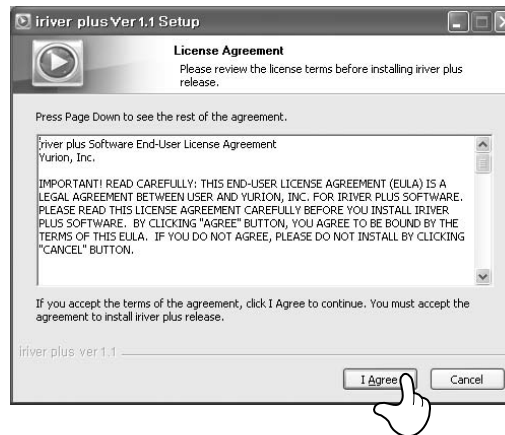 iriver plus Ver 1.1 Setup
License Agreement
Please review the license terms before installing iriver plus
release.
Press Page Down to see the rest of the agreement.
iriver plus Software End-User License Agreement
Yurion, Inc.
IMPORTANT! READ CAREFULLY: THIS END-USER LICENSE AGREEMENT (EULA) IS A
LEGAL AGREEMENT BETWEEN USER AND YURION, INC. FOR IRIVER PLUS SOFTWARE.
PLEASE READ THIS LICENSE AGREEMENT CAREFULLY BEFORE YOU INSTALL IRIVER
PLUS SOFTWARE. BY CLICKING "AGREE" BUTTON, YOU AGREE TO BE BOUND BY THE
TERMS OF THIS EULA. IF YOU DO NOT AGREE, PLEASE DO NOT INSTALL BY CLICKING
"CANCEL" BUTTON.
If you accept the terms of the agreement, click I Agree to continue. You must accept the
agreement to install iriver plus release.
iriver plus ver 1.1
I Agree
Cancel